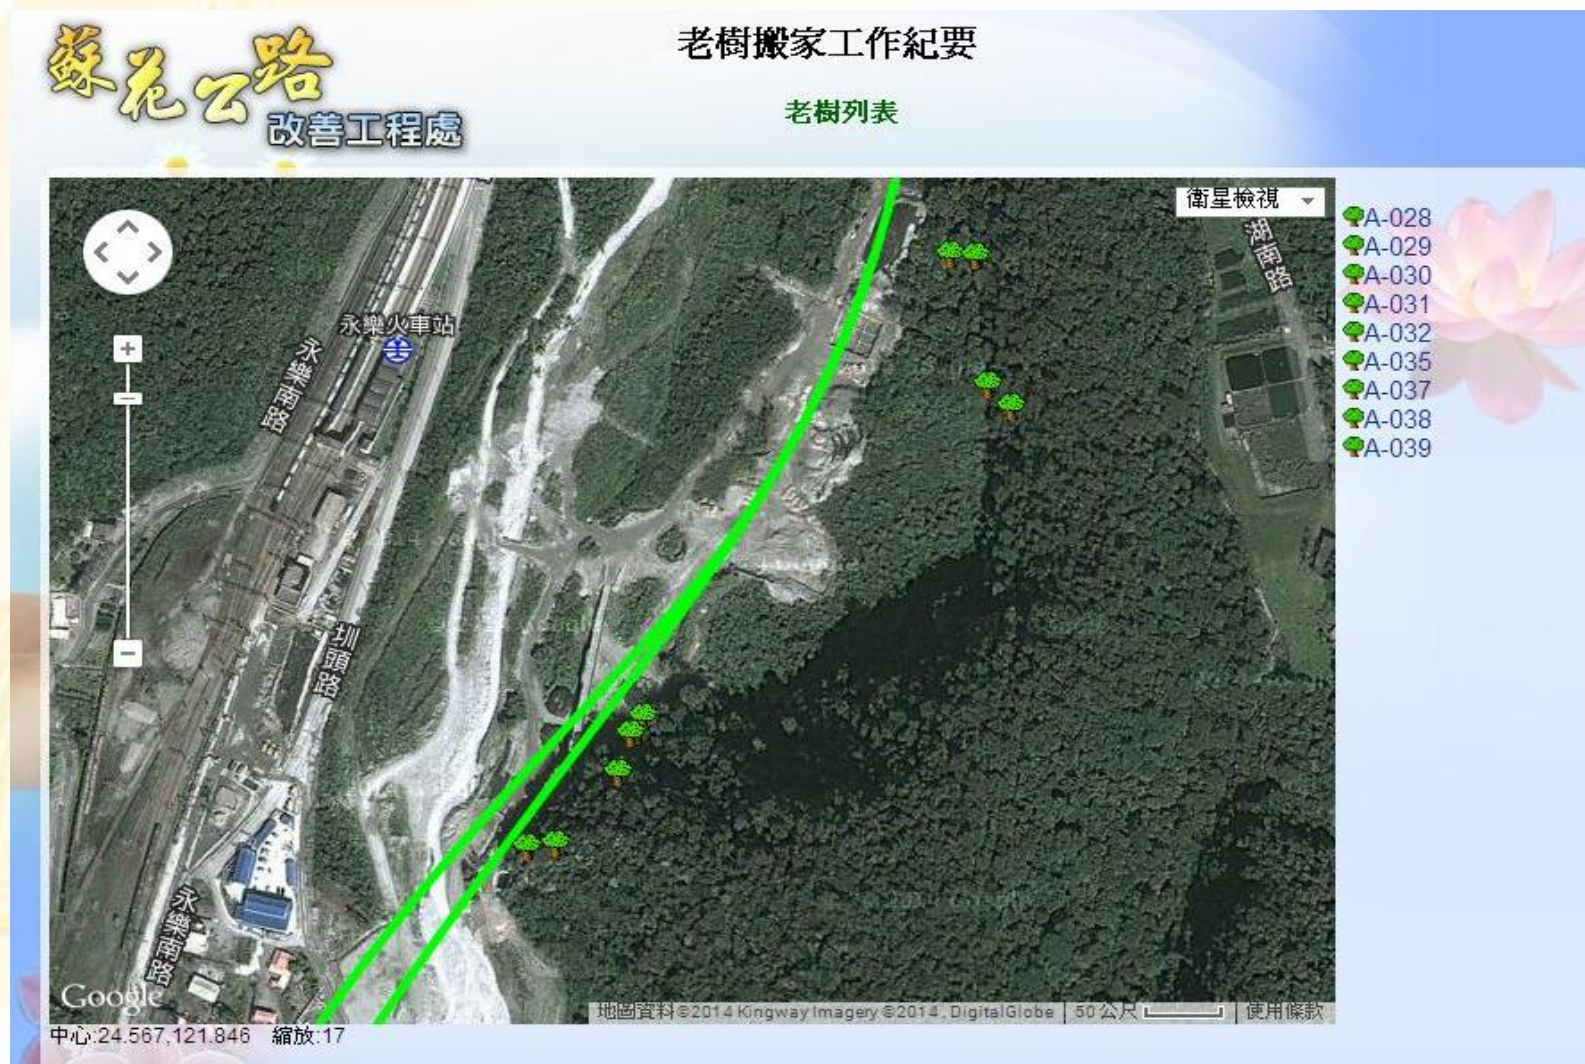 蘇花公路
改善工程處
老樹搬家工作紀要
老樹列表
衛星檢視
湖南路
永樂火車站
永樂南路
圳頭路
永樂南路
Google
地圖資料©2014 Kingway Imagery ©2014 , DigitalGlobe
50公尺
使用條款
中心:24.567,121.846 縮放:17
A-028
A-029
A-030
A-031
A-032
A-035
A-037
A-038
A-039